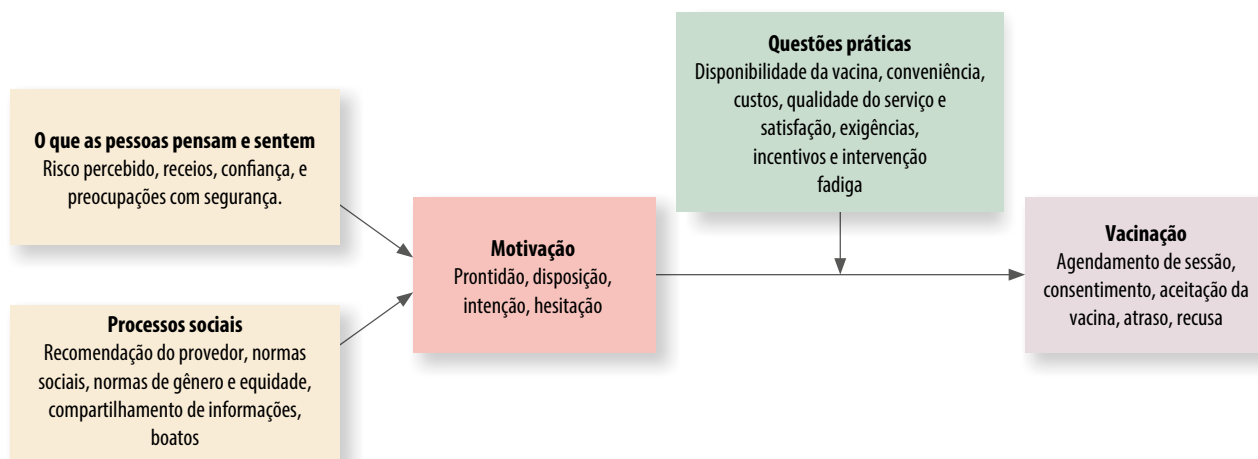 O que as pessoas pensam e sentem
Risco percebido, receios, confiança, e
preocupações com segurança.
Processos sociais
Recomendação do provedor, normas
sociais, normas de gênero e equidade,
compartilhamento de informações,
boatos
Motivação
Prontidão, disposição,
intenção, hesitação
Questões práticas
Disponibilidade da vacina, conveniência,
custos, qualidade do serviço e
satisfação, exigências,
incentivos e intervenção
fadiga
Vacinação
Agendamento de sessão,
consentimento, aceitação da
vacina, atraso, recusa